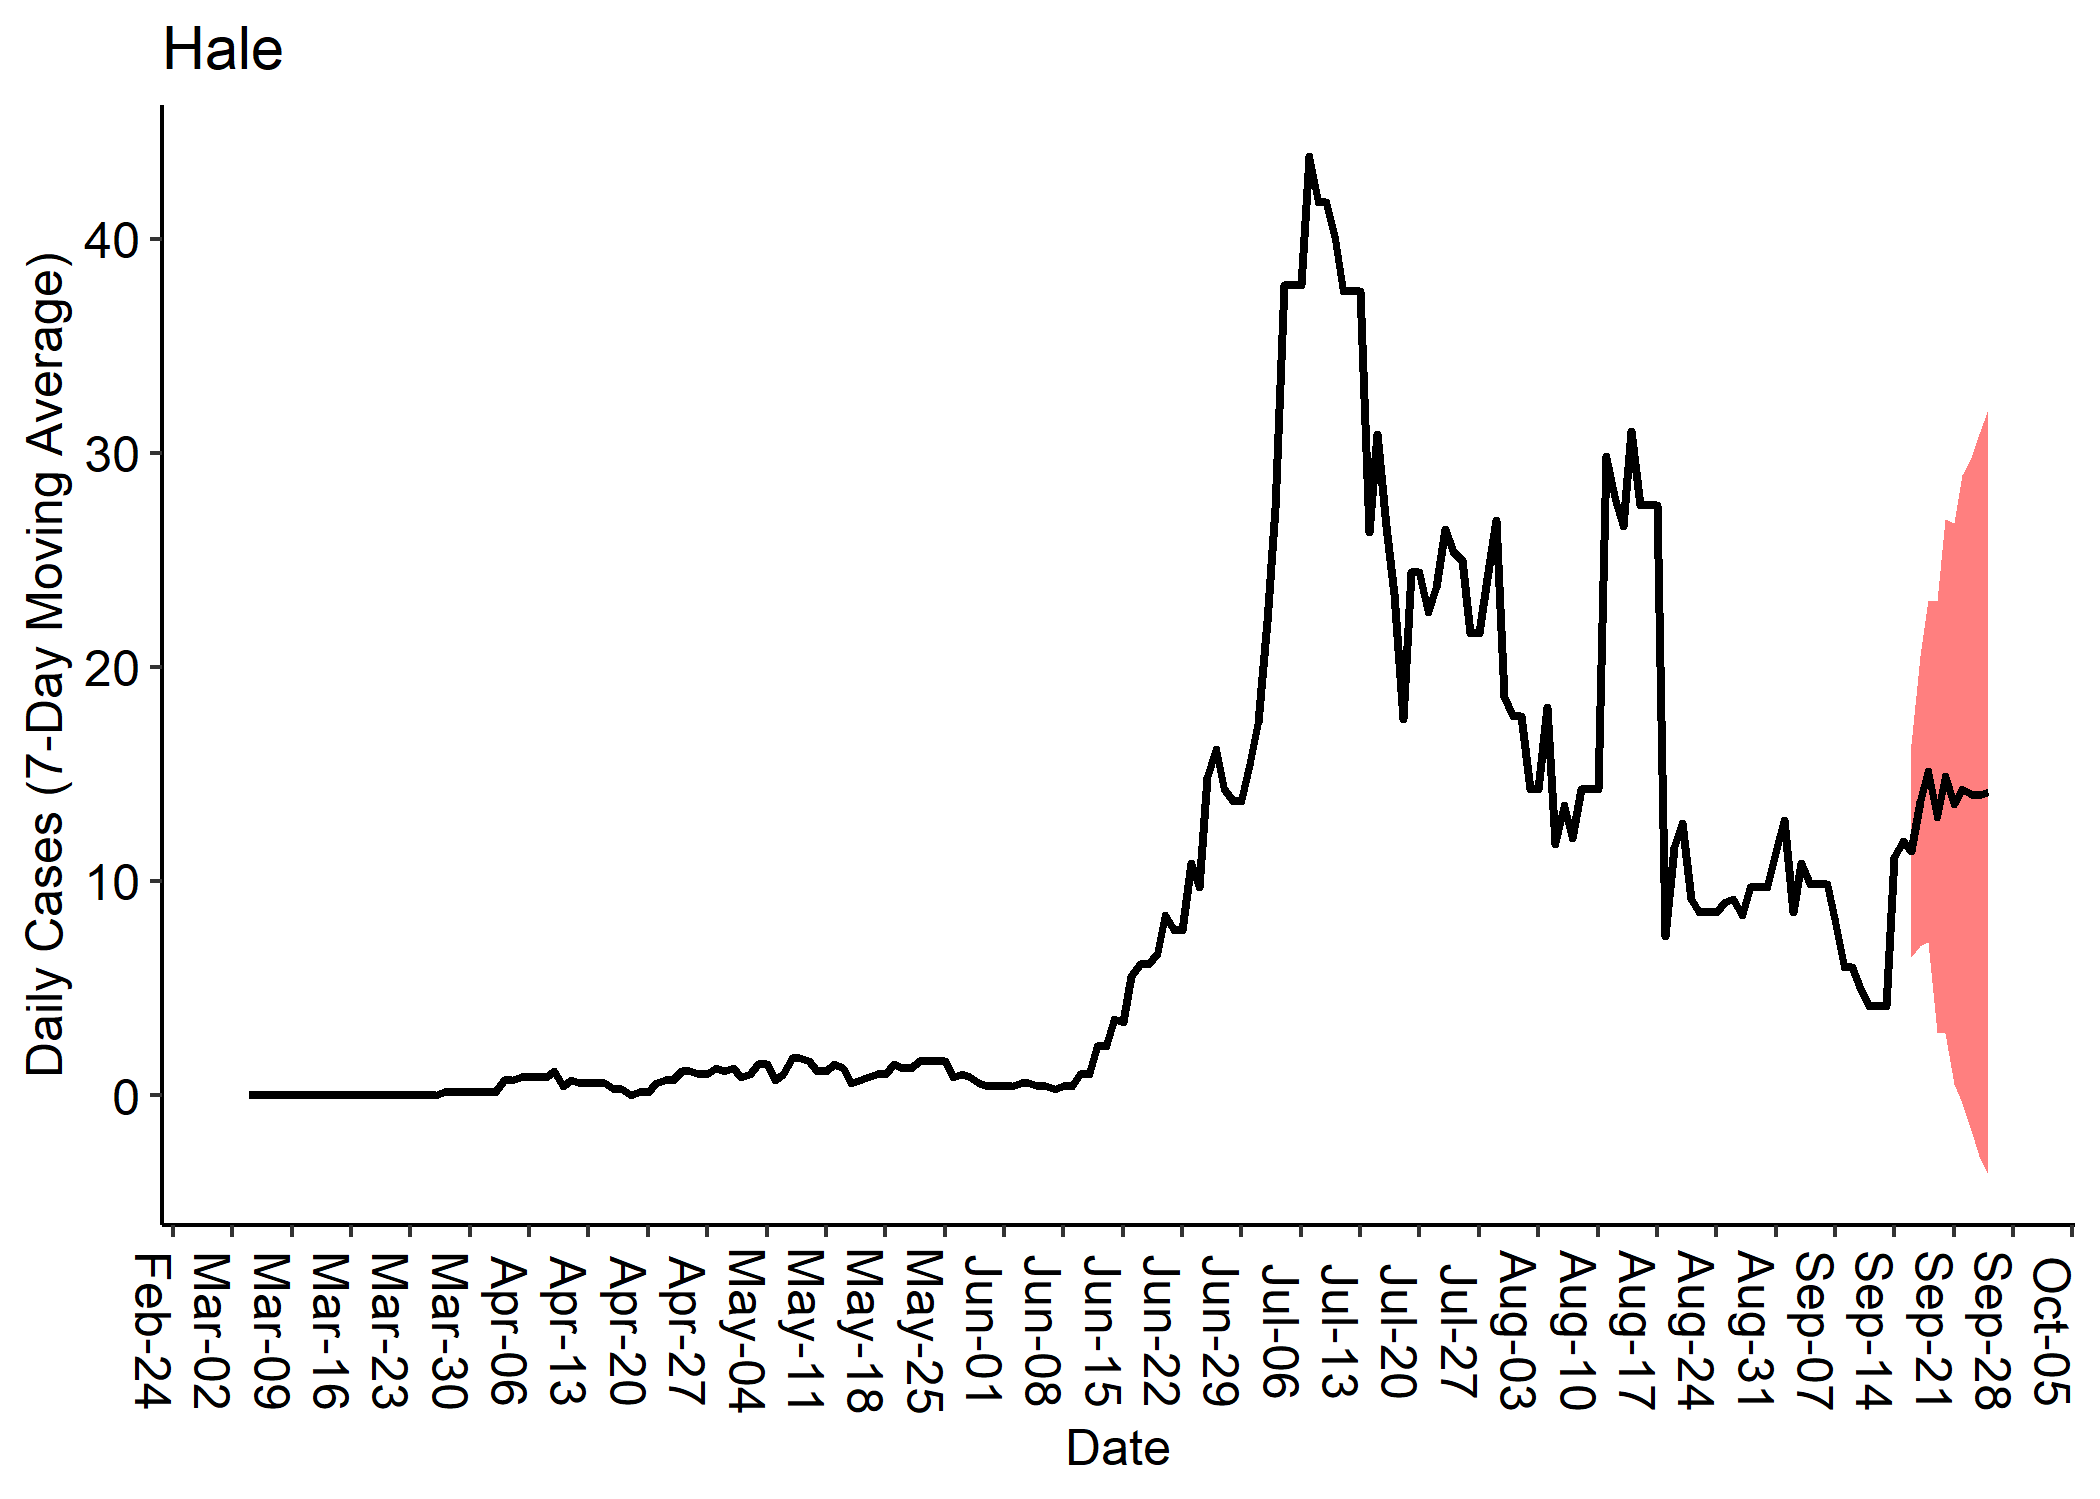 Hale
Daily Cases (7-Day Moving Average)
40
30
20
10
0
Feb-24
Mar-02
Mar-09
Mar-16
Mar-23
Mar-30
Apr-06
Apr-13
Apr-20
Apr-27
May-04
May-11
May-18
May-25
Jun-01
Jun-08
Jun-15
Jun-22
Jun-29
Jul-06
Jul-13
Jul-20
Jul-27
Aug-03
Aug-10
Aug-17
Aug-24
Aug-31
Sep-07
Sep-14
Sep-21
Sep-28
Oct-05
Date